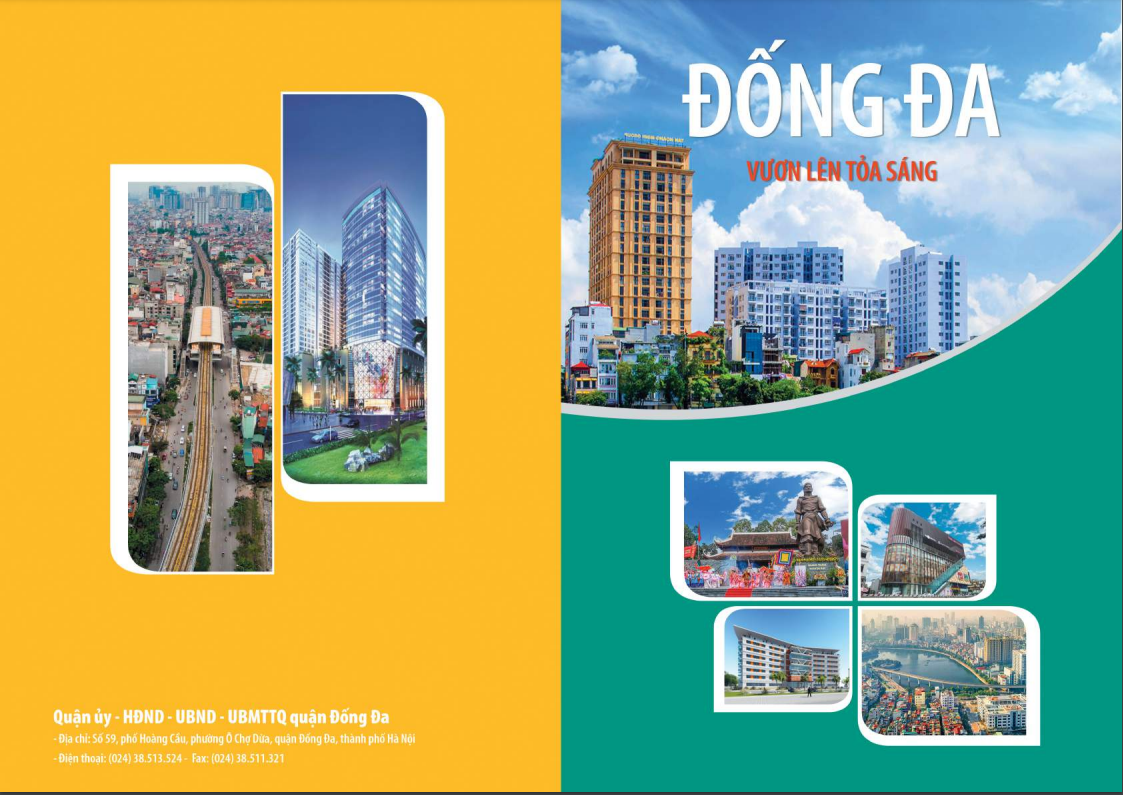 Quận ủy - HĐND - UBND - UBMTTQ quận Đống Đa
- Địa chỉ: Số 59, phố Hoàng Cầu, phường Ô Chợ Dừa, quận Đống Đa, thành phố Hà Nội
- Điện thoại: (024) 38.513.524 - Fax: (024) 38.511.321
ĐỐNG ĐA
VƯƠN LÊN TỎA SÁNG